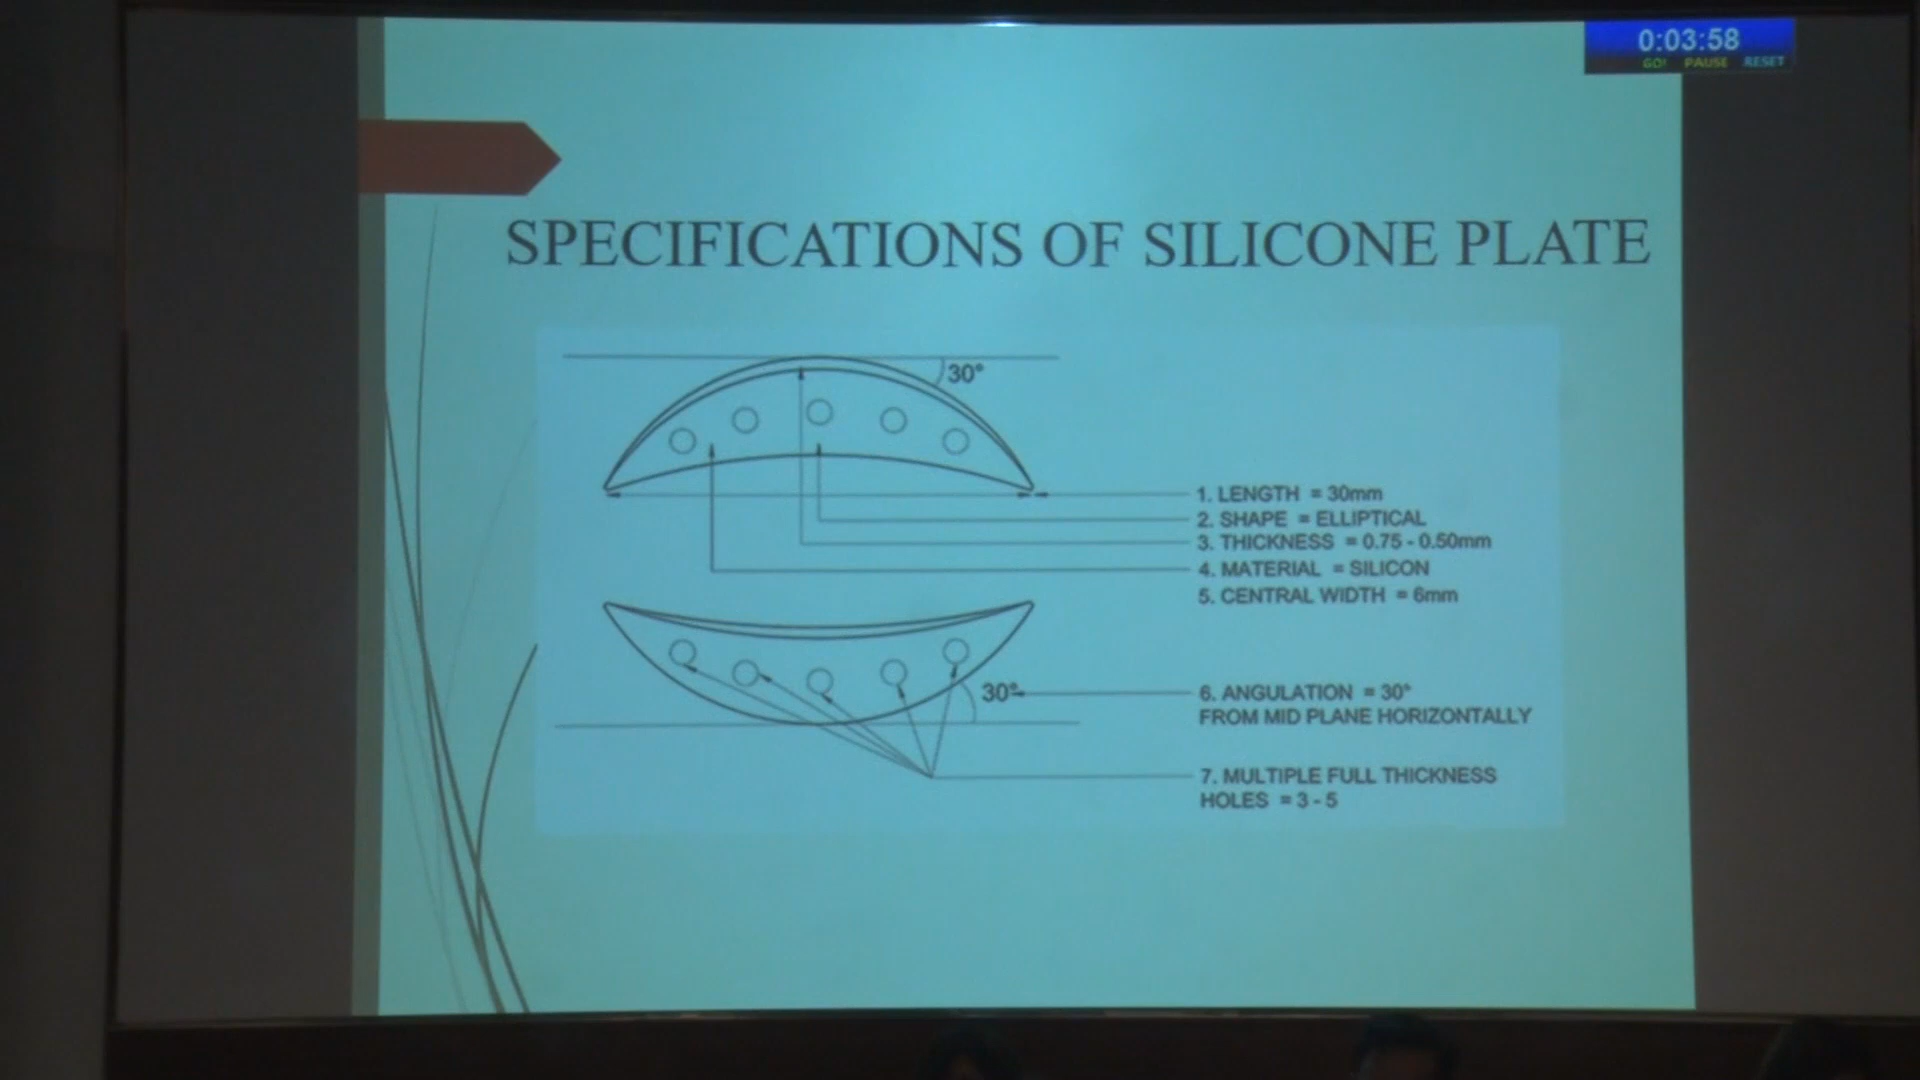 0:03:58
GO! PAUSE RESET
SPECIFICATIONS OF SILICONE PLATE
30°
1. LENGTH = 30mm
2. SHAPE = ELLIPTICAL
3. THICKNESS = 0.75 - 0.50mm
4. MATERIAL = SILICON
5. CENTRAL WIDTH = 6mm
30°
6. ANGULATION = 30°
FROM MID PLANE HORIZONTALLY
7. MULTIPLE FULL THICKNESS
HOLES = 3 - 5